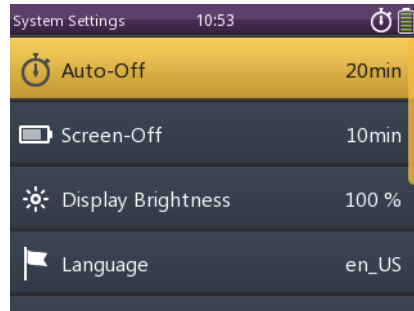 System Settings 10:53
Auto-Off 20min
Screen-Off 10min
Display Brightness 100 %
Language en_US